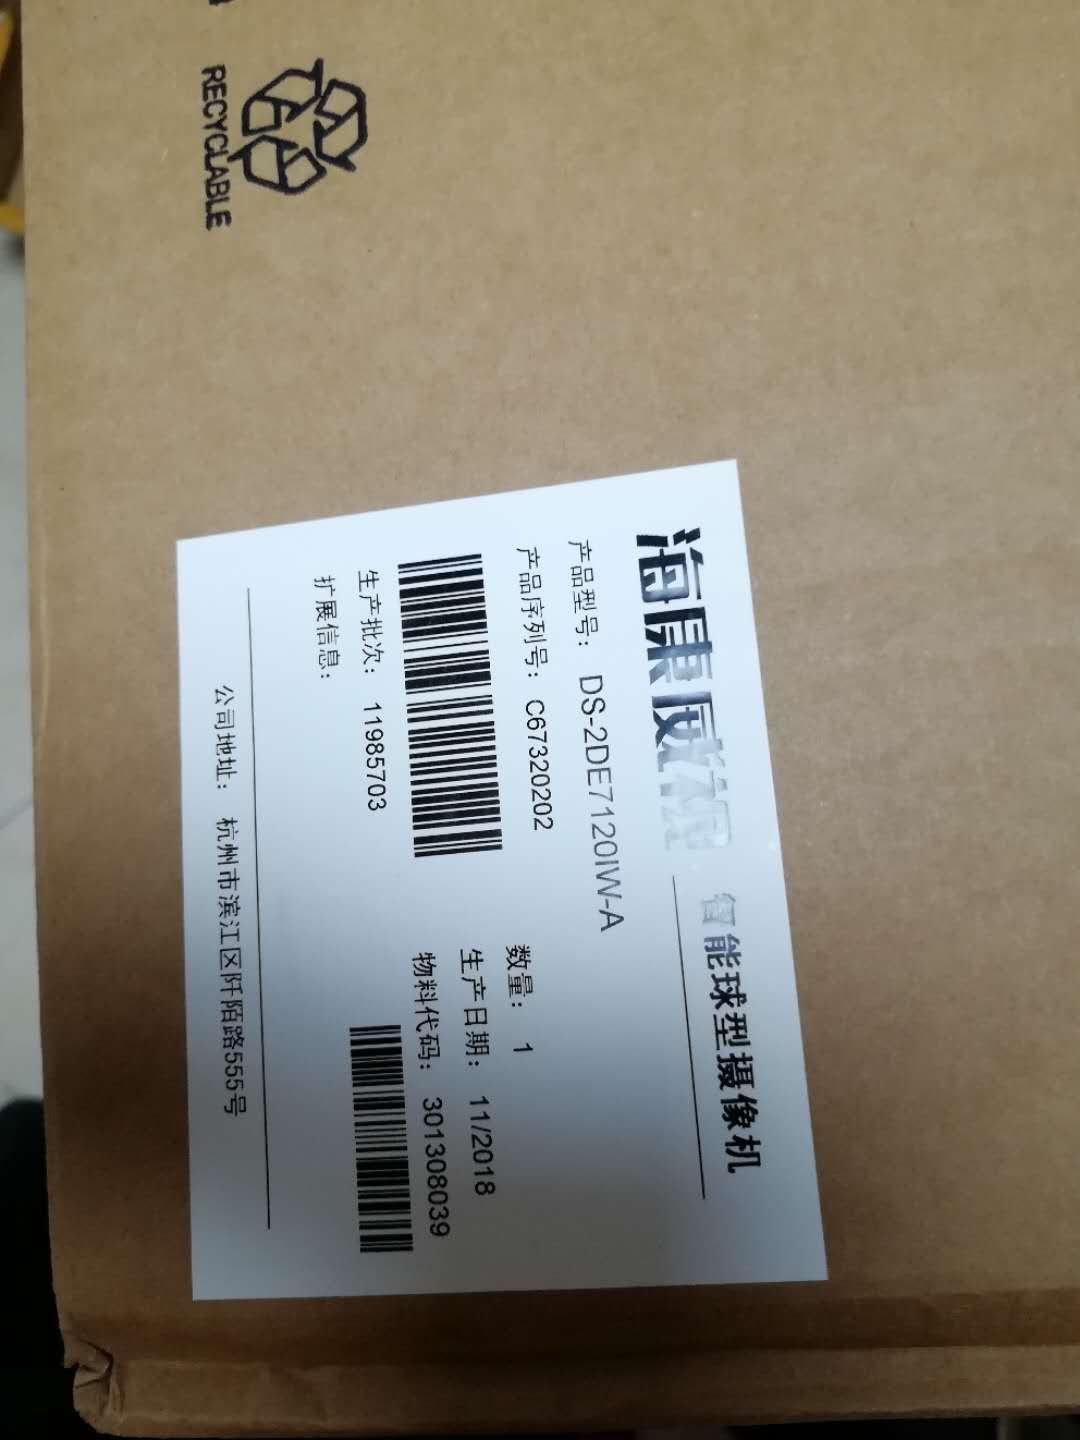 RECYCLABLE
海康威视 智能球型摄像机
产品型号： DS-2DE7120IW-A
产品序列号： C67320202
数量： 1
生产日期： 11/2018
物料代码： 301308039
生产批次： 11985703
扩展信息：
公司地址： 杭州市滨江区阡陌路555号